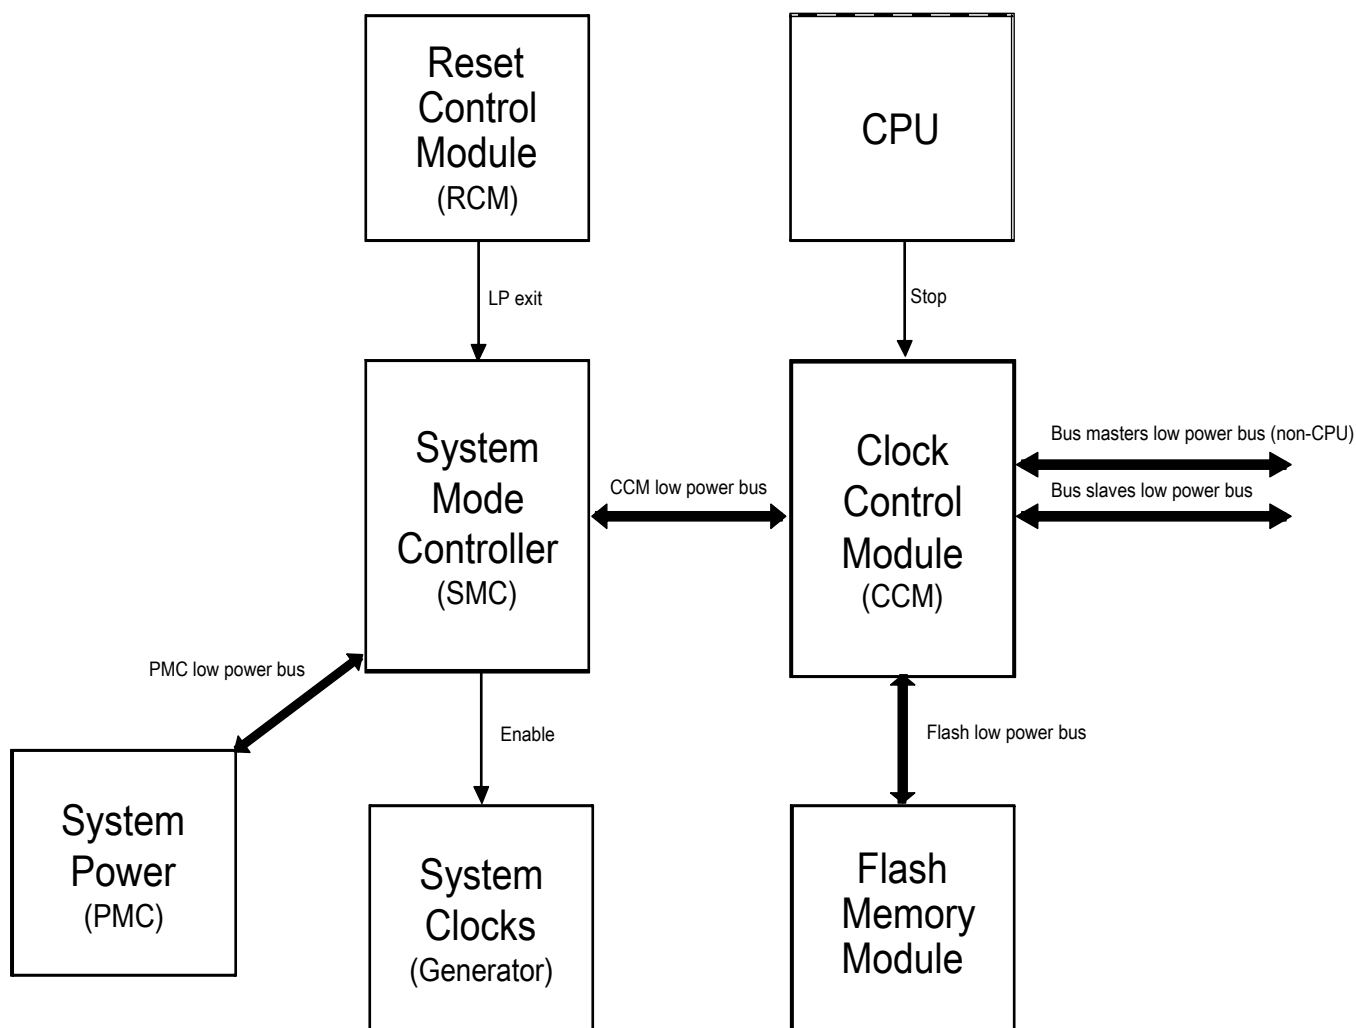 Reset
Control
Module
(RCM)
CPU
LP exit
Stop
System
Mode
Controller
(SMC)
CCM low power bus
Clock
Control
Module
(CCM)
Bus masters low power bus (non-CPU)
Bus slaves low power bus
PMC low power bus
Enable
Flash low power bus
System
Power
(PMC)
System
Clocks
(Generator)
Flash
Memory
Module